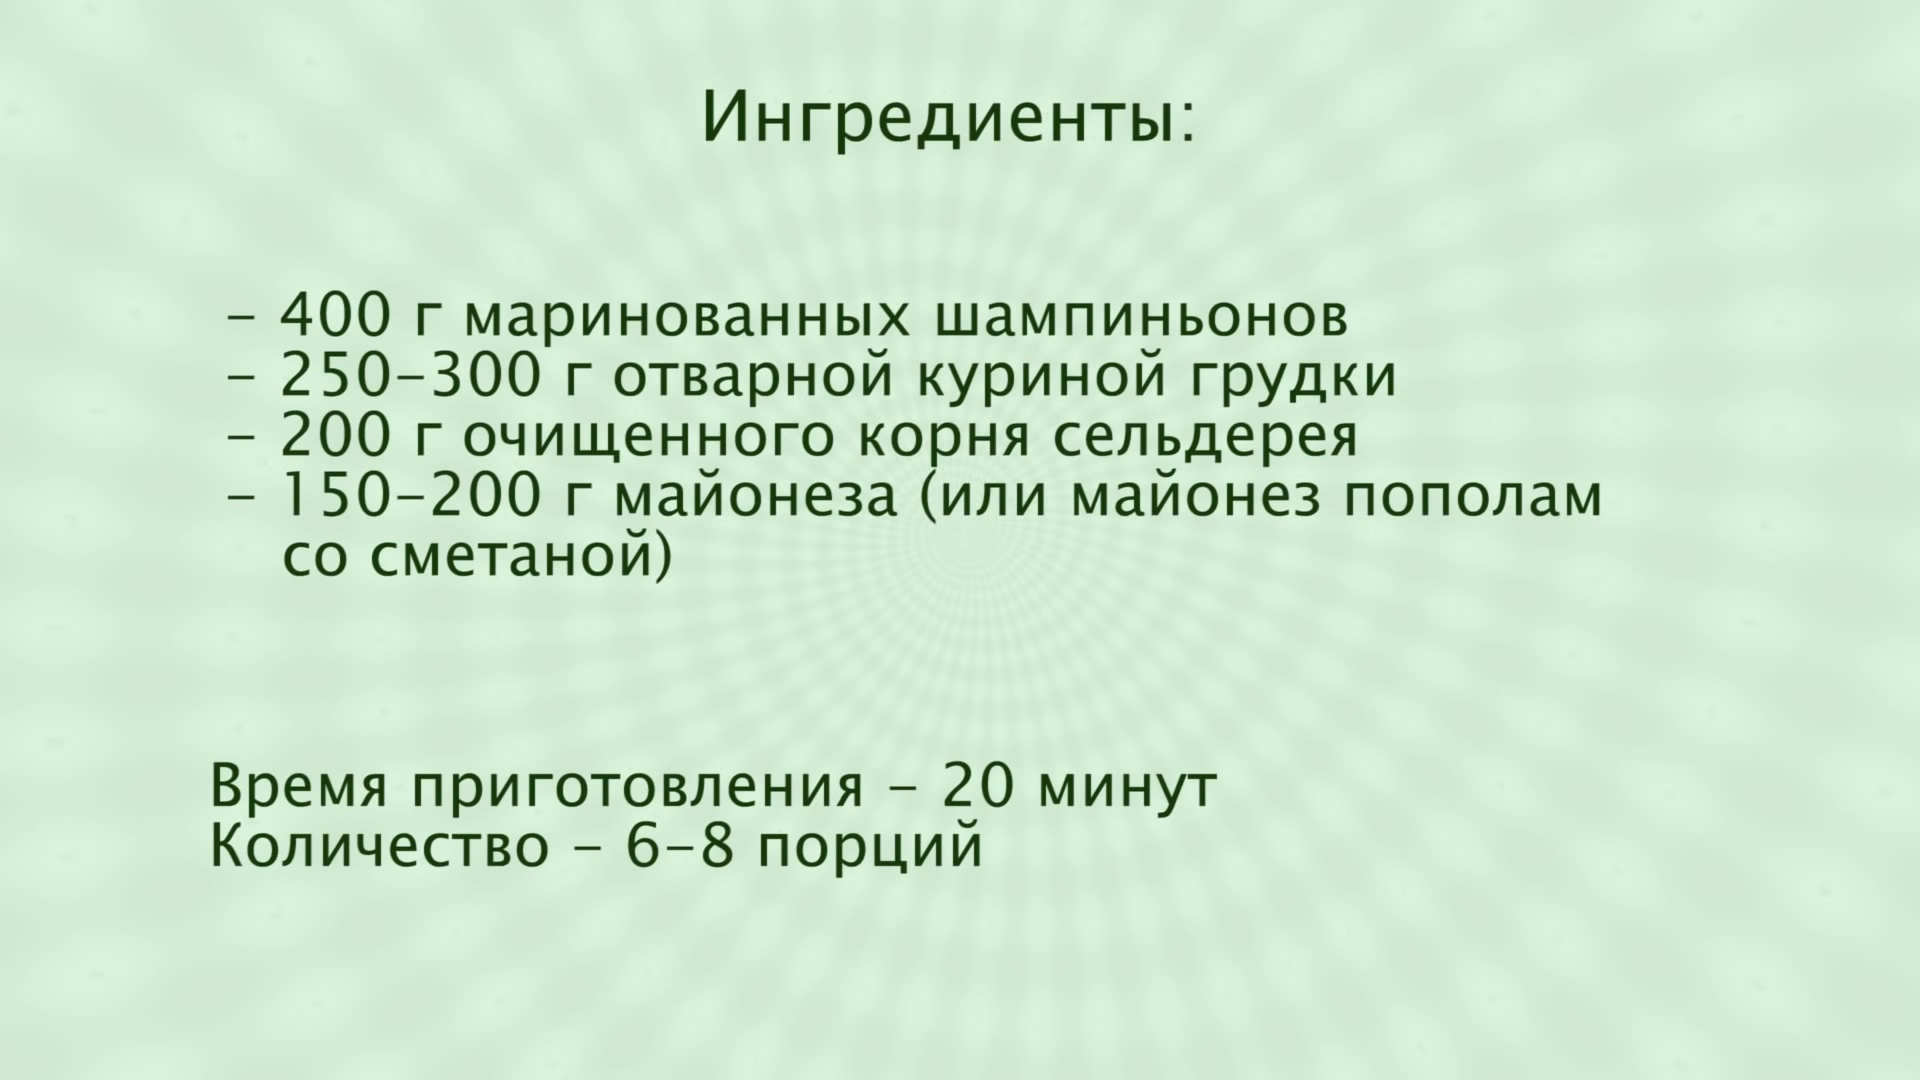 Ингредиенты:
- 400 г маринованных шампиньонов
- 250-300 г отварной куриной грудки
- 200 г очищенного корня сельдерея
- 150-200 г майонеза (или майонез пополам
со сметаной)
Время приготовления - 20 минут
Количество - 6-8 порций